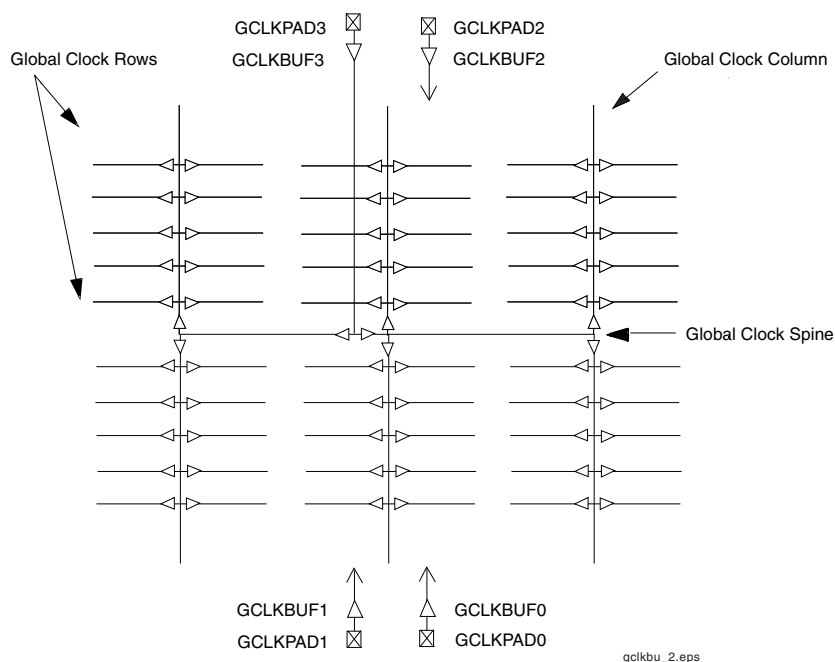 GCLKPAD3
GCLKPAD2
Global Clock Rows
GCLKBUF3
GCLKBUF2
Global Clock Column
Global Clock Spine
GCLKBUF1
GCLKBUF0
GCLKPAD1
GCLKPAD0
gclkbu_2.eps